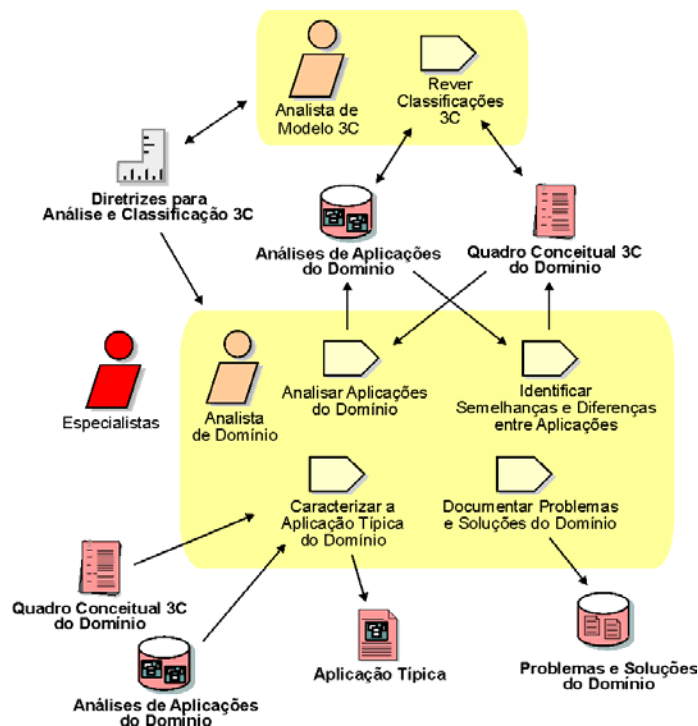 Analista de
Modelo 3C
Rever
Classificações
3C
Diretrizes para
Análise e Classificação 3C
Análises de Aplicações
do Domínio
Quadro Conceitual 3C
do Domínio
Especialistas
Analista
de Domínio
Analisar Aplicações
do Domínio
Identificar
Semelhanças e Diferenças
entre Aplicações
Caracterizar a
Aplicação Típica
do Domínio
Documentar Problemas
e Soluções do Domínio
Quadro Conceitual 3C
do Domínio
Análises de Aplicações
do Domínio
Aplicação Típica
Problemas e Soluções
do Domínio